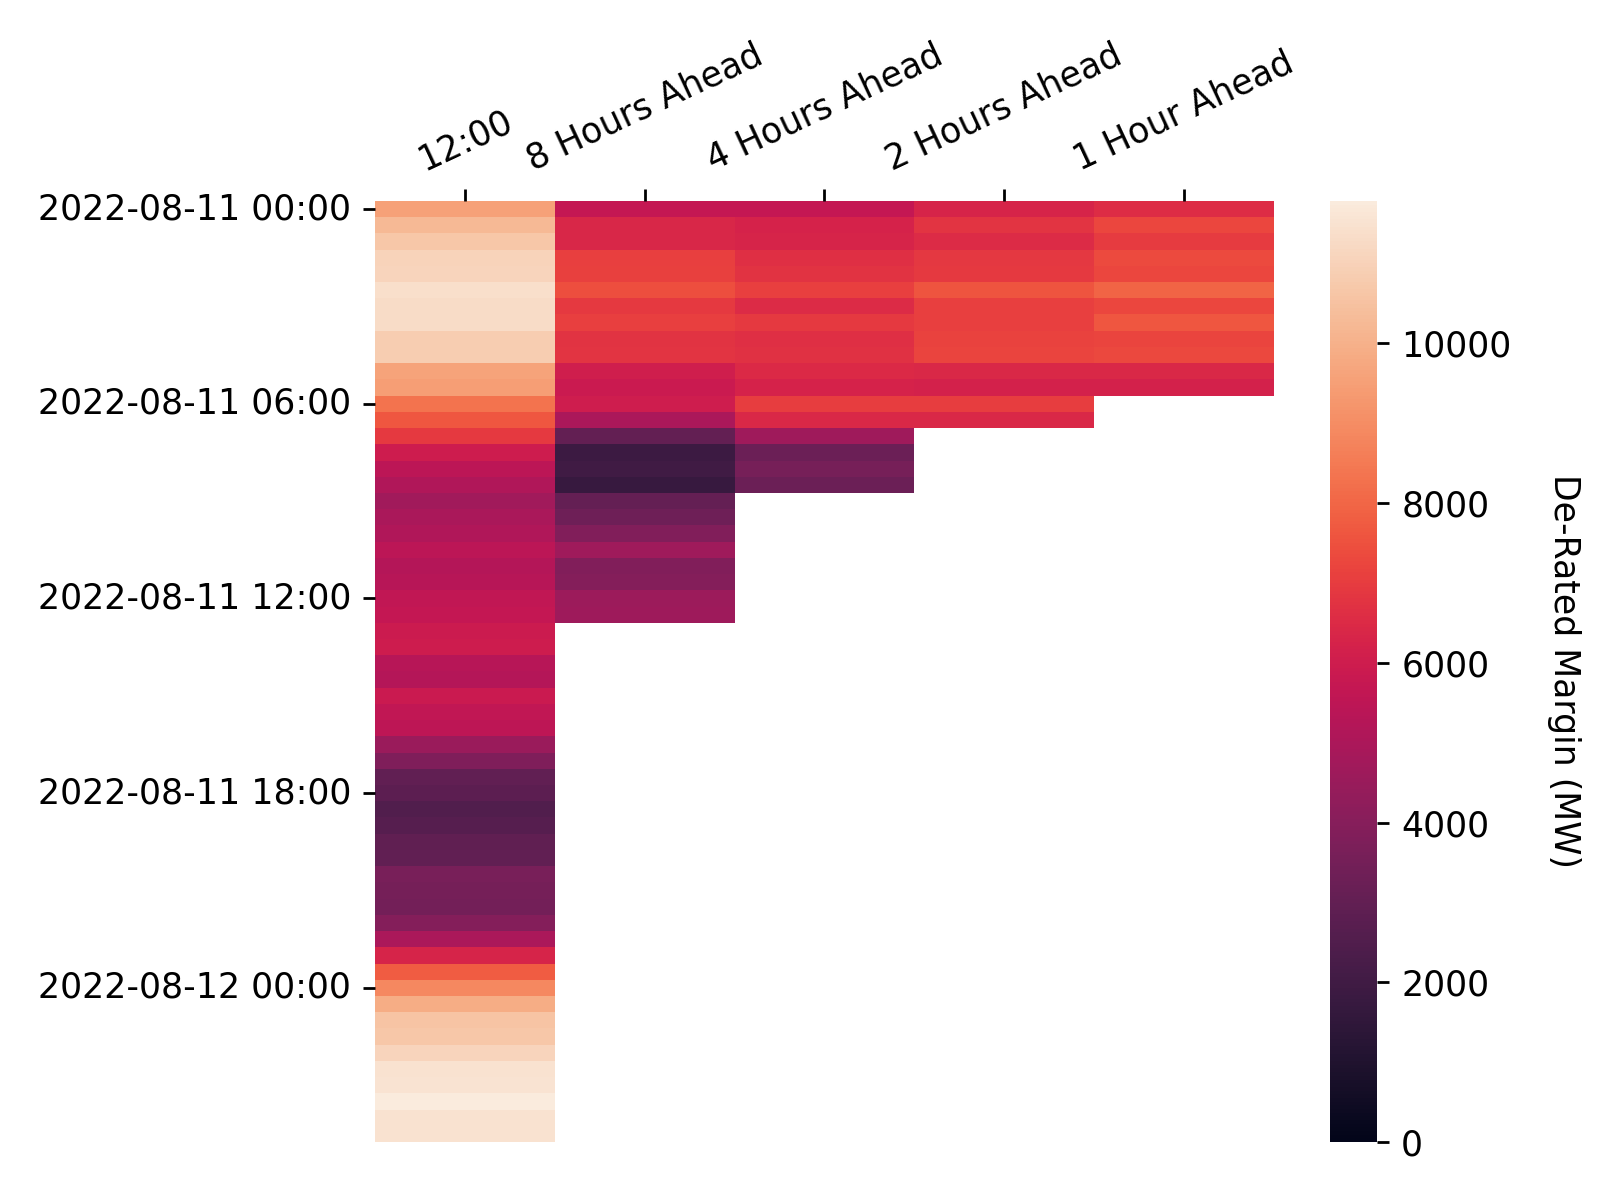 12:00
8 Hours Ahead
4 Hours Ahead
2 Hours Ahead
1 Hour Ahead
2022-08-11 00:00
2022-08-11 06:00
2022-08-11 12:00
2022-08-11 18:00
2022-08-12 00:00
10000
8000
6000
4000
2000
0
De-Rated Margin (MW)